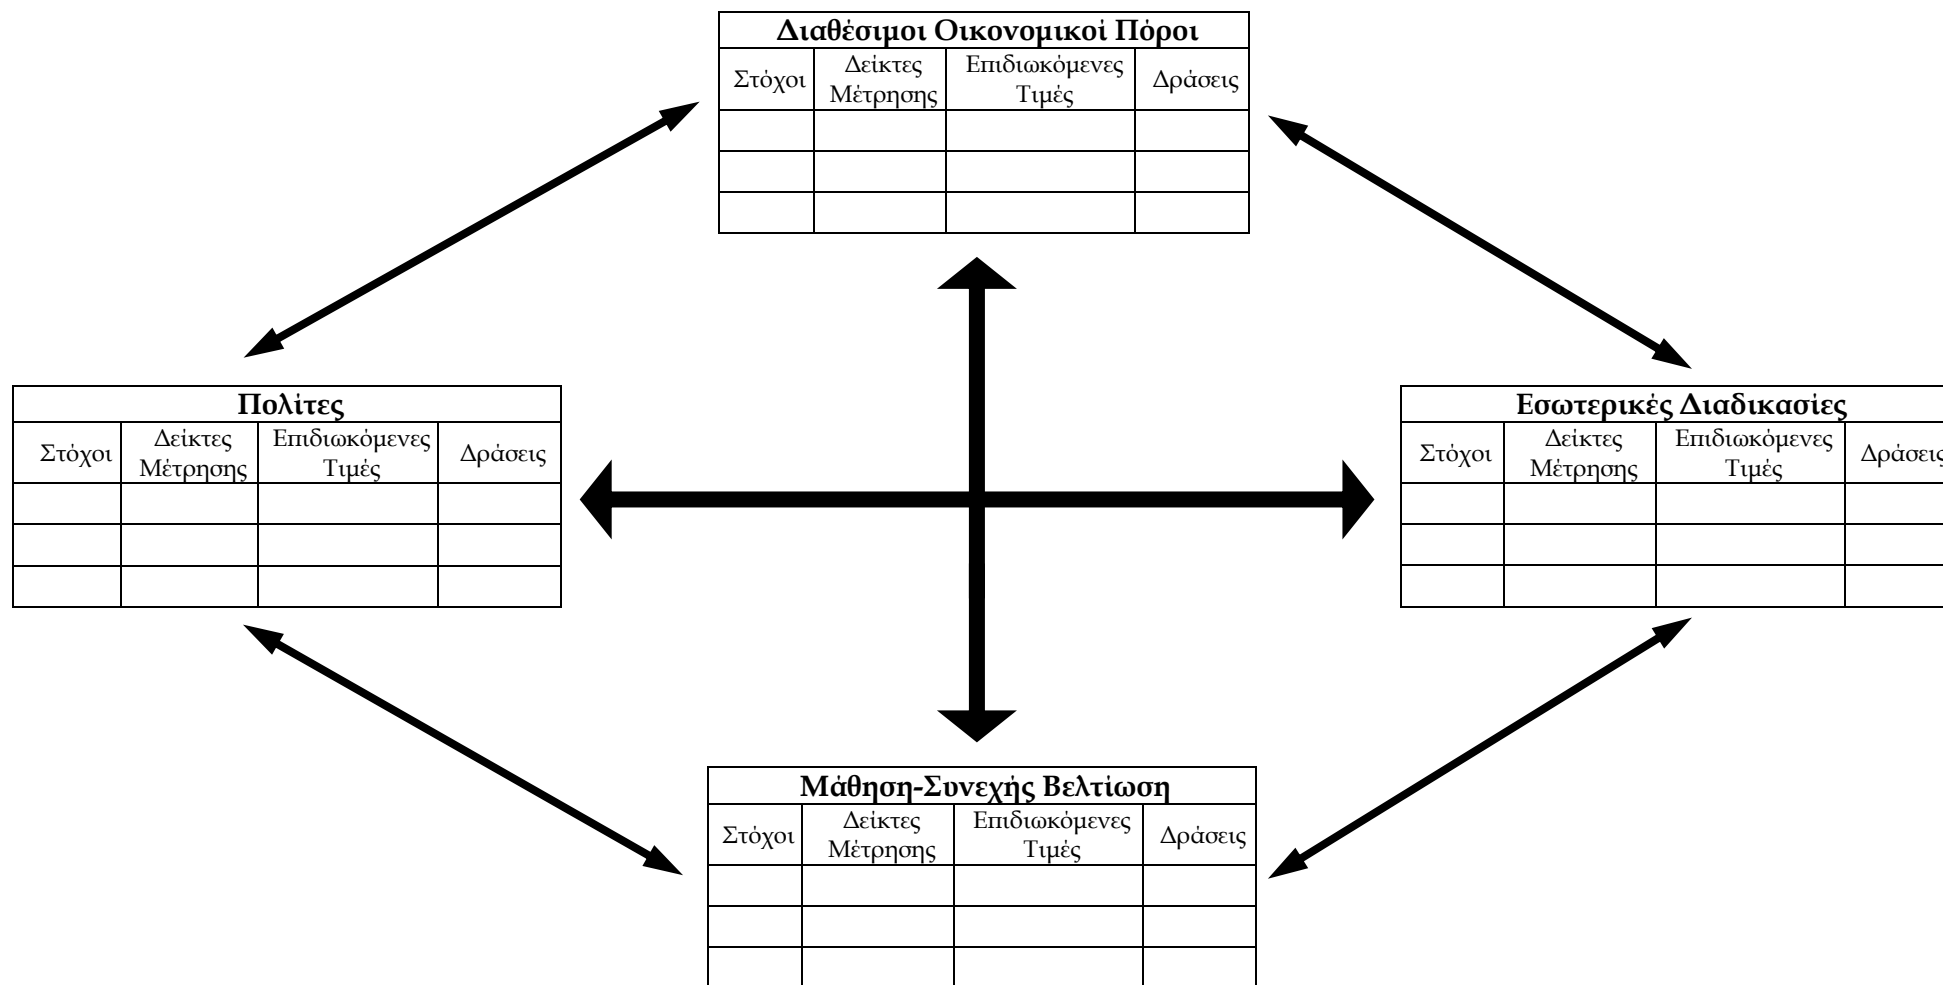 Διαθέσιμοι Οικονομικοί Πόροι
Στόχοι Δείκτες Μέτρησης Επιδιωκόμενες Τιμές Δράσεις
Πολίτες
Στόχοι Δείκτες Μέτρησης Επιδιωκόμενες Τιμές Δράσεις
Εσωτερικές Διαδικασίες
Στόχοι Δείκτες Μέτρησης Επιδιωκόμενες Τιμές Δράσεις
Μάθηση-Συνεχής Βελτίωση
Στόχοι Δείκτες Μέτρησης Επιδιωκόμενες Τιμές Δράσεις